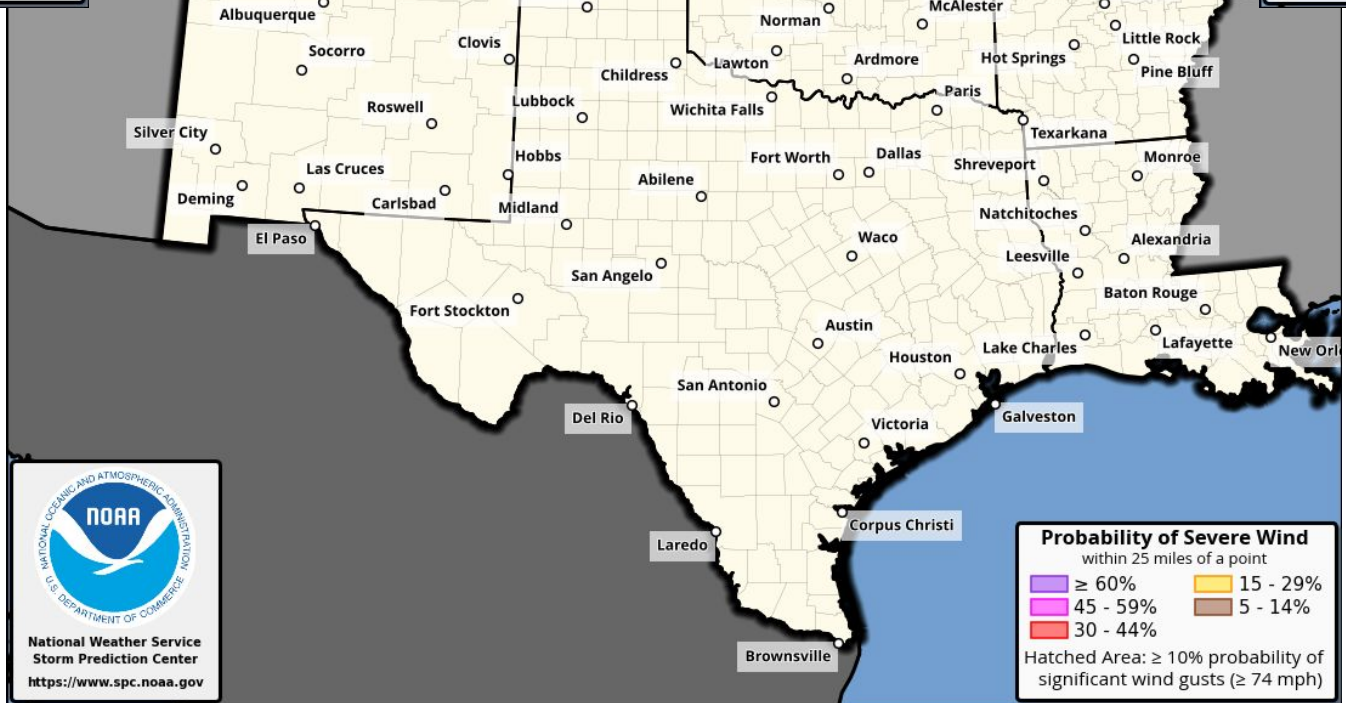 Albuquerque
McAlester
Norman
Socorro
Clovis
Little Rock
Lawton
Ardmore
Hot Springs
Childress
Pine Bluff
Roswell
Lubbock
Wichita Falls
Paris
Silver City
Texarkana
Hobbs
Fort Worth
Dallas
Shreveport
Monroe
Las Cruces
Abilene
Deming
Carlsbad
Midland
Natchitoches
El Paso
Waco
Alexandria
San Angelo
Leesville
Baton Rouge
Fort Stockton
Austin
Houston
Lake Charles
Lafayette
New Orl
San Antonio
Del Rio
Victoria
Galveston
Corpus Christi
Laredo
Brownsville
NATIONAL OCEANIC AND ATMOSPHERIC ADMINISTRATION
NOAA
U.S. DEPARTMENT OF COMMERCE
National Weather Service
Storm Prediction Center
https://www.spc.noaa.gov
Probability of Severe Wind
within 25 miles of a point
≥ 60%
15 - 29%
45 - 59%
5 - 14%
30 - 44%
Hatched Area: ≥ 10% probability of
significant wind gusts (≥ 74 mph)